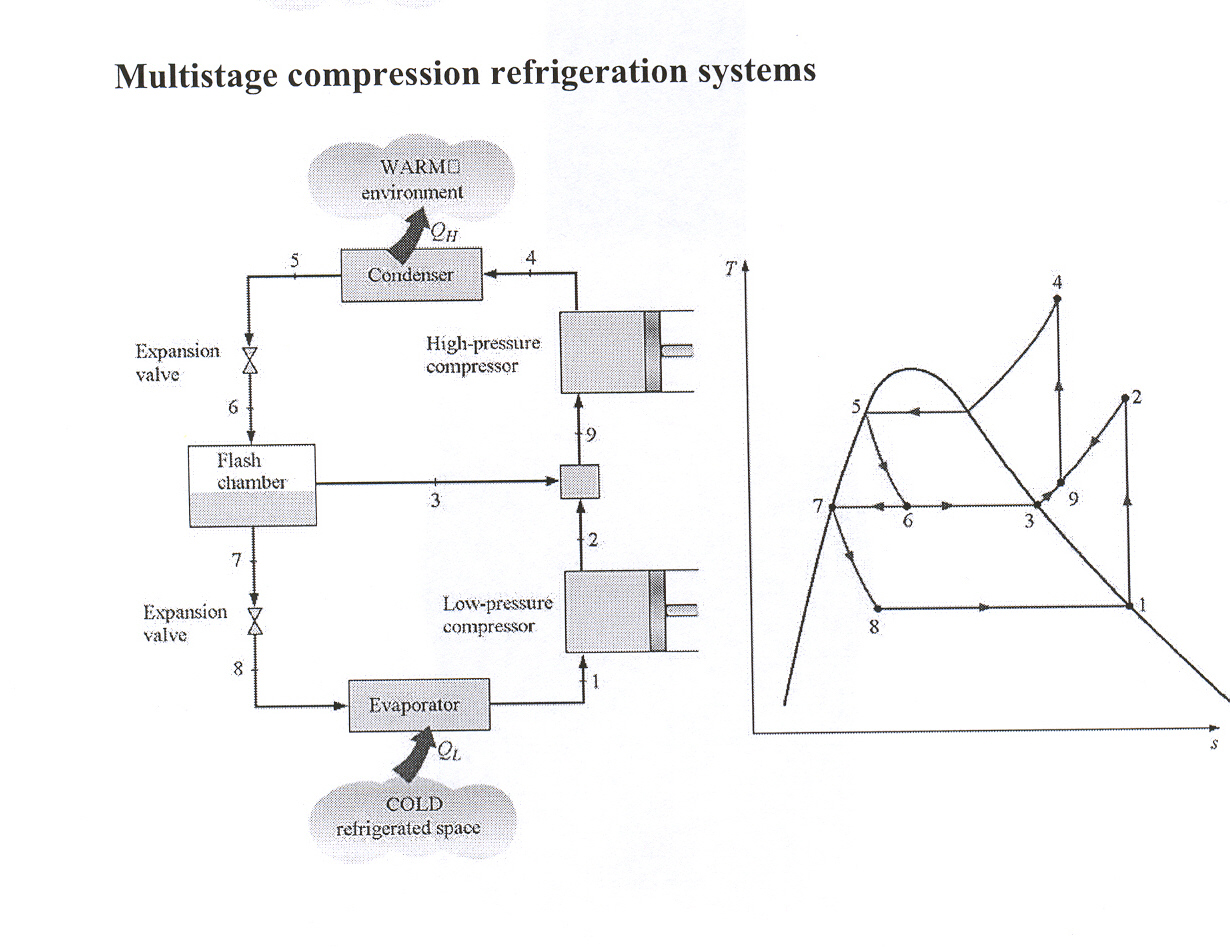 Multistage compression refrigeration systems
WARM□
environment
QH
5
4
Condenser
Expansion
valve
High-pressure
compressor
6
9
Flash
chamber
3
2
7
Expansion
valve
Low-pressure
compressor
8
1
Evaporator
QL
COLD
refrigerated space
T
4
5
2
7
6
3
9
8
1
s